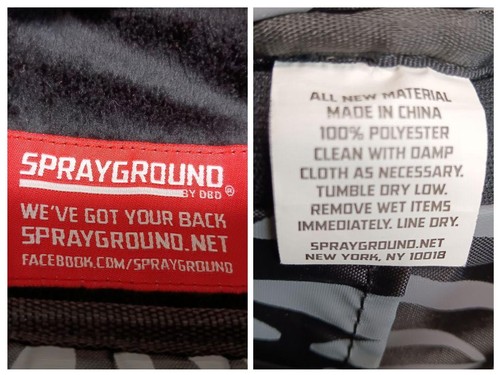 SPRAYGROUND
BY DBD®
WE'VE GOT YOUR BACK
SPRAYGROUND.NET
FACEBOOK.COM/SPRAYGROUND
ALL NEW MATERIAL
MADE IN CHINA
100% POLYESTER
CLEAN WITH DAMP
CLOTH AS NECESSARY.
TUMBLE DRY LOW.
REMOVE WET ITEMS
IMMEDIATELY. LINE DRY.
SPRAYGROUND.NET
NEW YORK, NY 10018